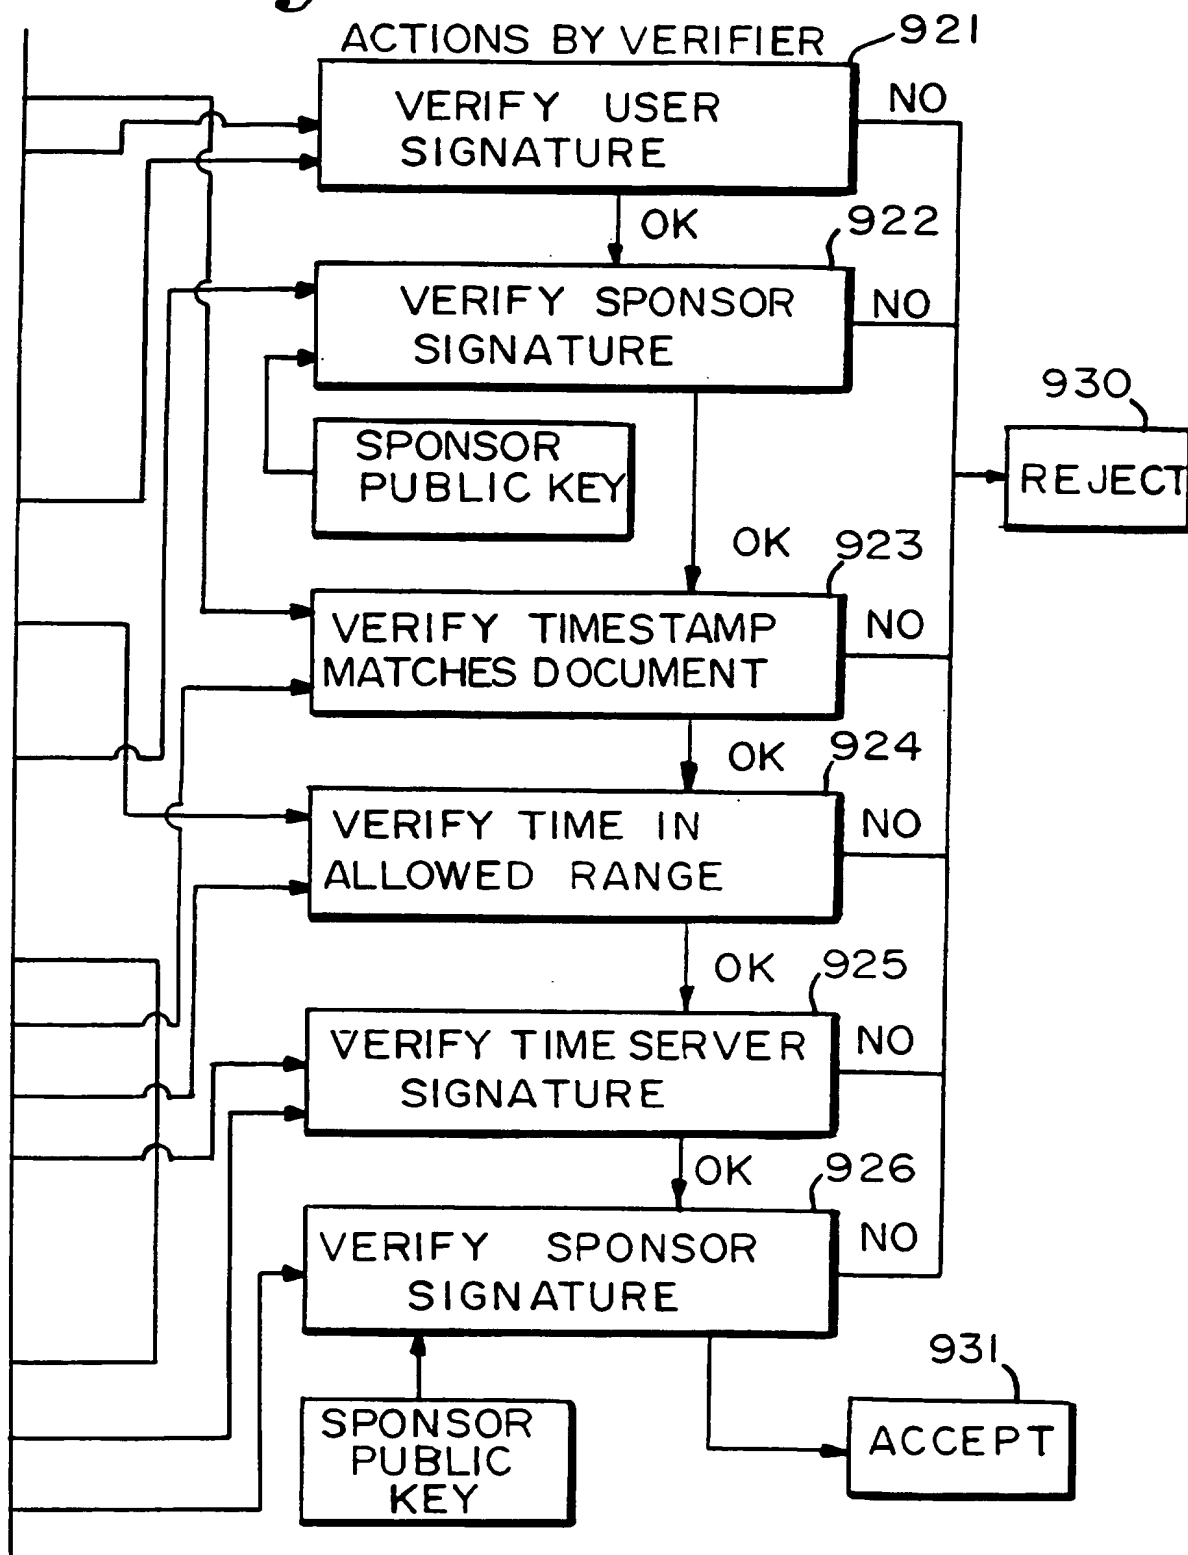 ACTIONS BY VERIFIER
921
VERIFY USER
SIGNATURE
NO
OK
922
VERIFY SPONSOR
SIGNATURE
NO
930
REJECT
SPONSOR
PUBLIC KEY
OK
923
VERIFY TIMESTAMP
MATCHES DOCUMENT
NO
OK
924
VERIFY TIME IN
ALLOWED RANGE
NO
OK
925
VERIFY TIME SERVER
SIGNATURE
NO
OK
926
VERIFY SPONSOR
SIGNATURE
NO
931
ACCEPT
SPONSOR
PUBLIC
KEY